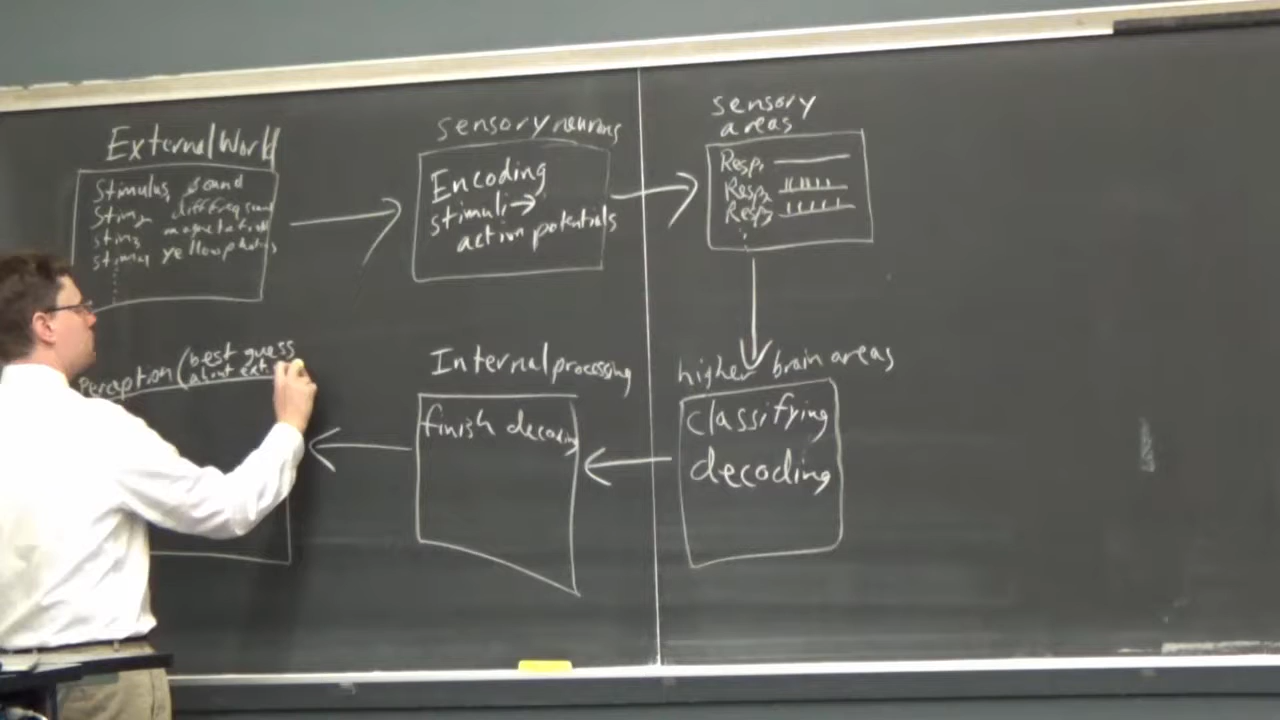 External World
Stimulus, sound
Stim2 diff freq sound
Stim3 magnetic field
Stim4 yellow photons
sensory neurons
Encoding
stimuli→
action potentials
sensory
areas
Resp1
Resp2
Resp3
higher brain areas
classifying
decoding
Internal processing
finish decoding
Perception (best guess
about ext